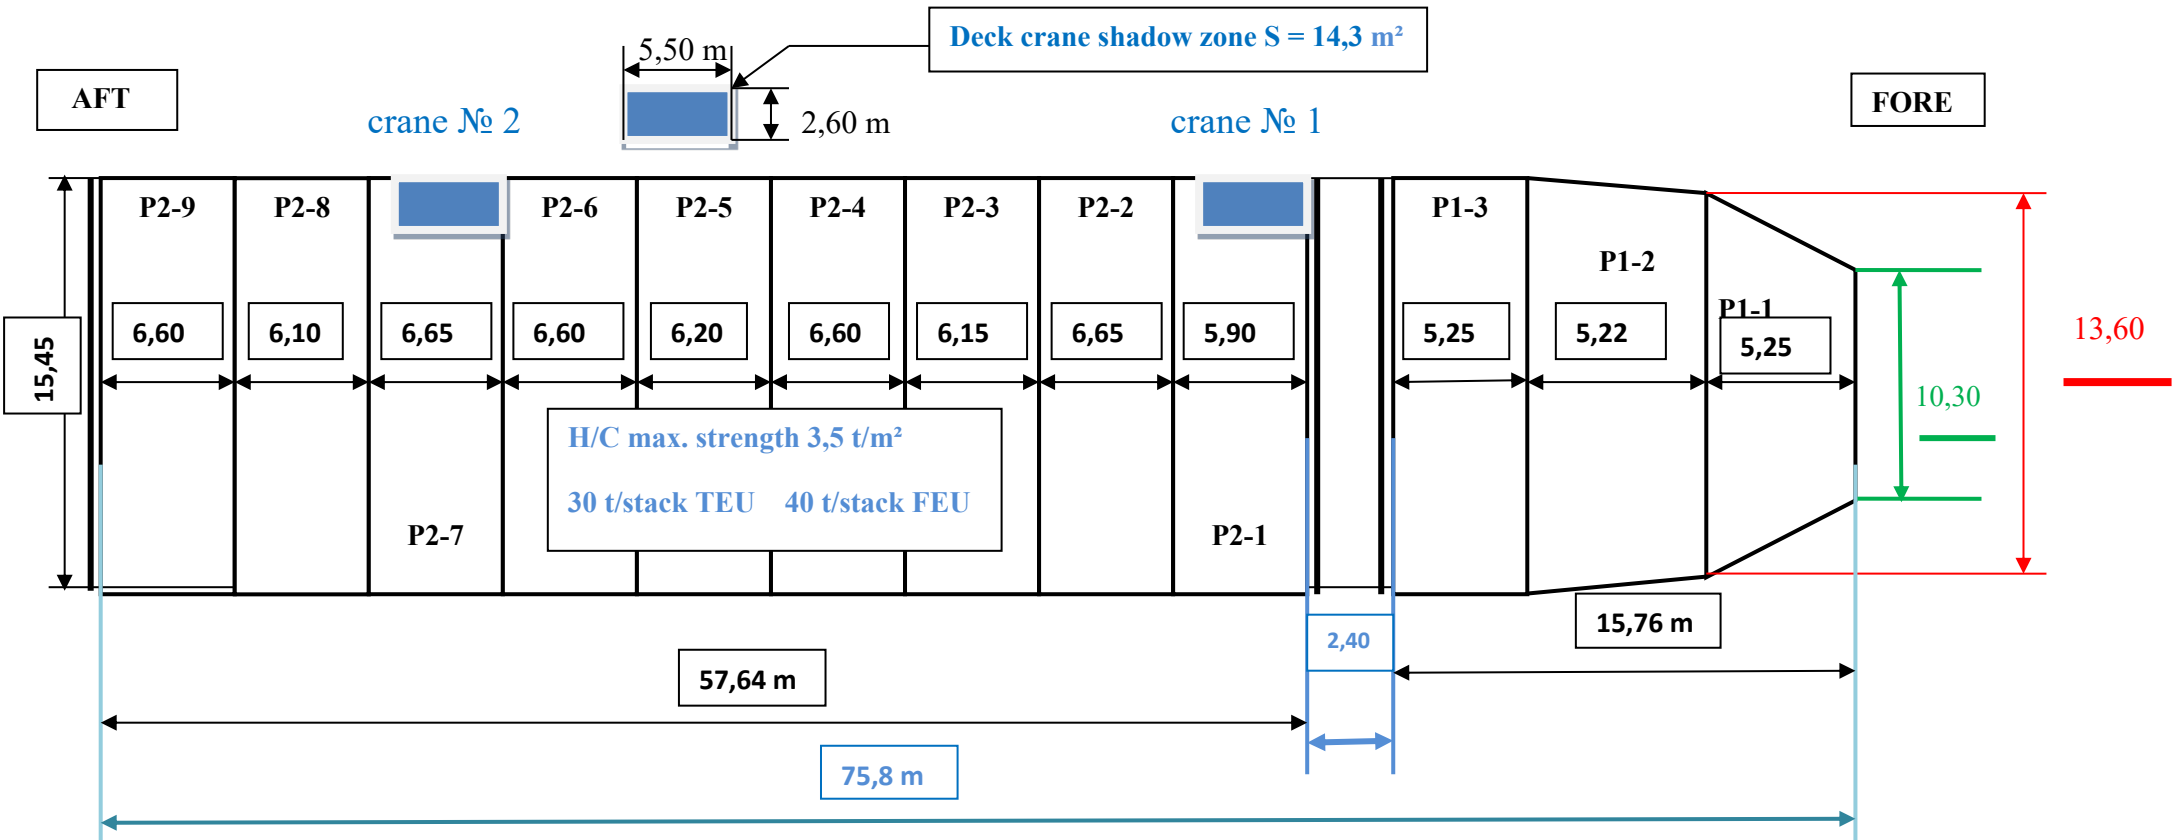 Deck crane shadow zone S = 14,3 m²
5,50 m
AFT
FORE
crane № 2
2,60 m
crane № 1
P2-9
P2-8
P2-6
P2-5
P2-4
P2-3
P2-2
P1-3
P1-2
P1-1
6,60
6,10
6,65
6,60
6,20
6,60
6,15
6,65
5,90
5,25
5,22
5,25
13,60
15,45
10,30
H/C max. strength 3,5 t/m²
30 t/stack TEU 40 t/stack FEU
P2-7
P2-1
15,76 m
2,40
57,64 m
75,8 m